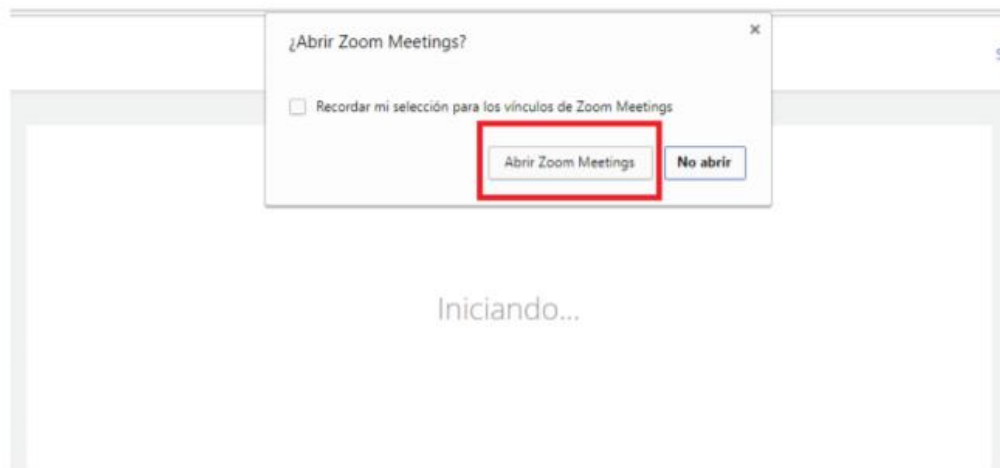 ¿Abrir Zoom Meetings?
Recordar mi selección para los vínculos de Zoom Meetings
Abrir Zoom Meetings
No abrir
Iniciando...